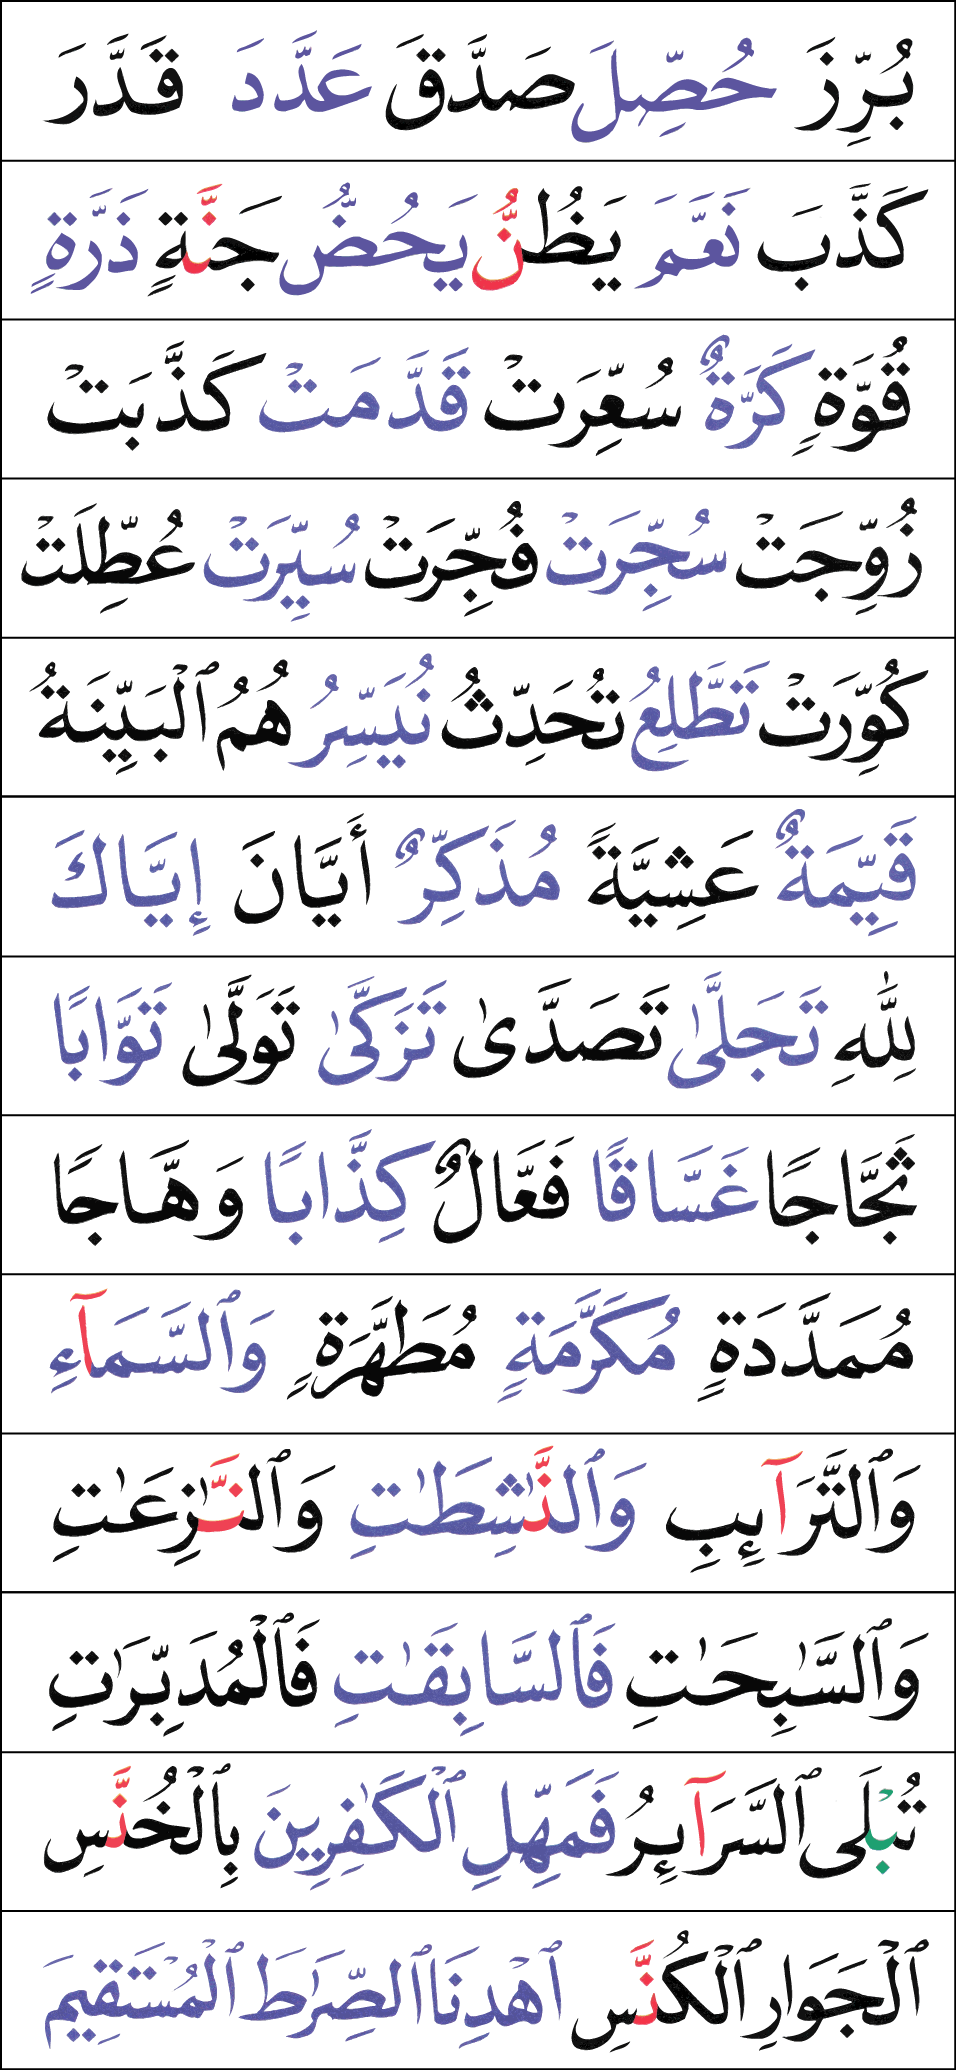 بُرِّزَ حُصِّلَ صَدَّقَ عَدَّدَ قَدَّرَ
كَذَّبَ نَعَّمَ يَظُنُّ يَحُضُّ جَنَّةٍ ذَرَّةٍ
قُوَّةٍ كَرَّةٌ سُعِّرَتْ قَدَّمَتْ كَذَّبَتْ
زُوِّجَتْ سُجِّرَتْ فُجِّرَتْ سُيِّرَتْ عُطِّلَتْ
كُوِّرَتْ تَطَّلِعُ تُحَدِّثُ نُيَسِّرُ هُمُ ٱلْبَيِّنَةُ
قَيِّمَةٌ عَشِيَّةً مُذَكِّرٌ أَيَّانَ إِيَّاكَ
لِلَّهِ تَجَلَّىٰ تَصَدَّىٰ تَزَكَّىٰ تَوَلَّىٰ تَوَّابًا
ثَجَّاجًا غَسَّاقًا فَعَّالٌ كِذَّابًا وَهَّاجًا
مُمَدَّدَةٍ مُكَرَّمَةٍ مُطَهَّرَةٍ وَٱلسَّمَآءِ
وَٱلتَّرَآئِبِ وَٱلنَّٰشِطَٰتِ وَٱلنَّٰزِعَٰتِ
وَٱلسَّٰبِحَٰتِ فَٱلسَّابِقَٰتِ فَٱلْمُدَبِّرَٰتِ
تُبْلَى ٱلسَّرَآئِرُ فَمَهِّلِ ٱلْكَٰفِرِينَ بِٱلْخُنَّسِ
ٱلْجَوَارِ ٱلْكُنَّسِ ٱهْدِنَا ٱلصِّرَٰطَ ٱلْمُسْتَقِيمَ